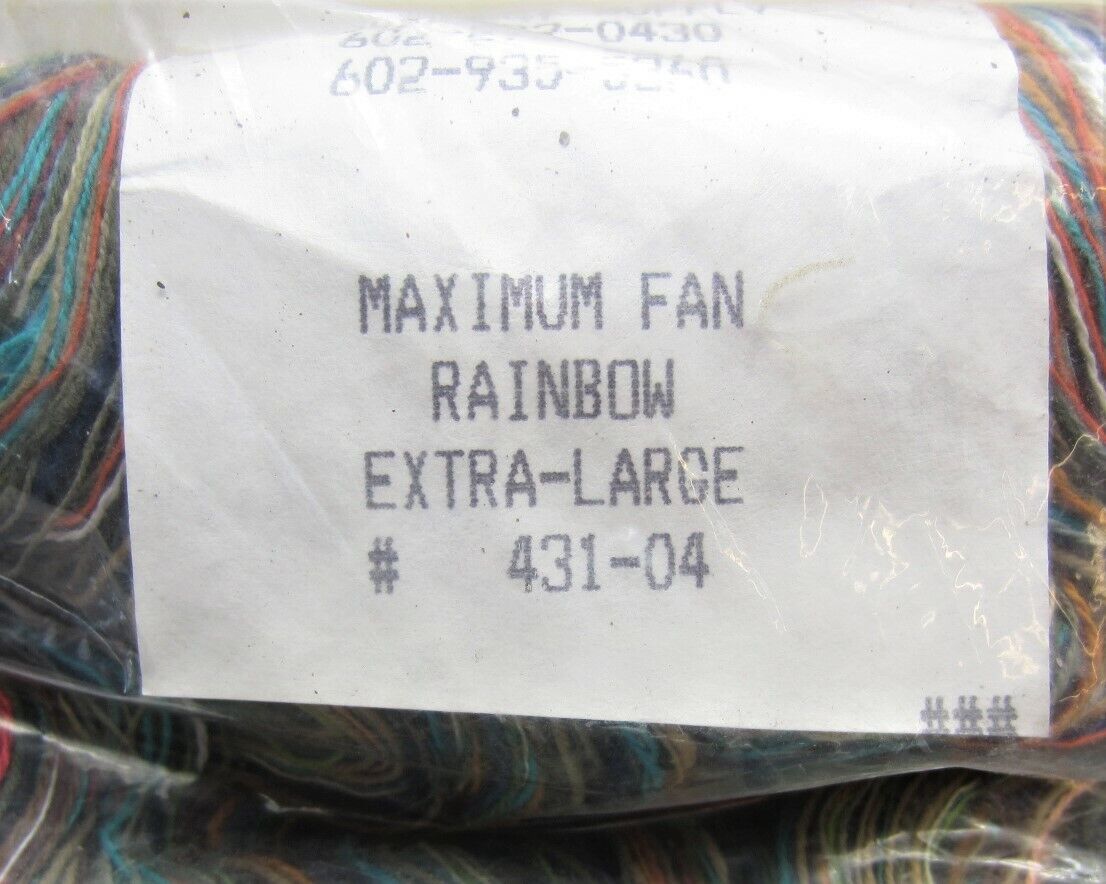 MAXIMUM FAN
RAINBOW
EXTRA-LARGE
# 431-04
###